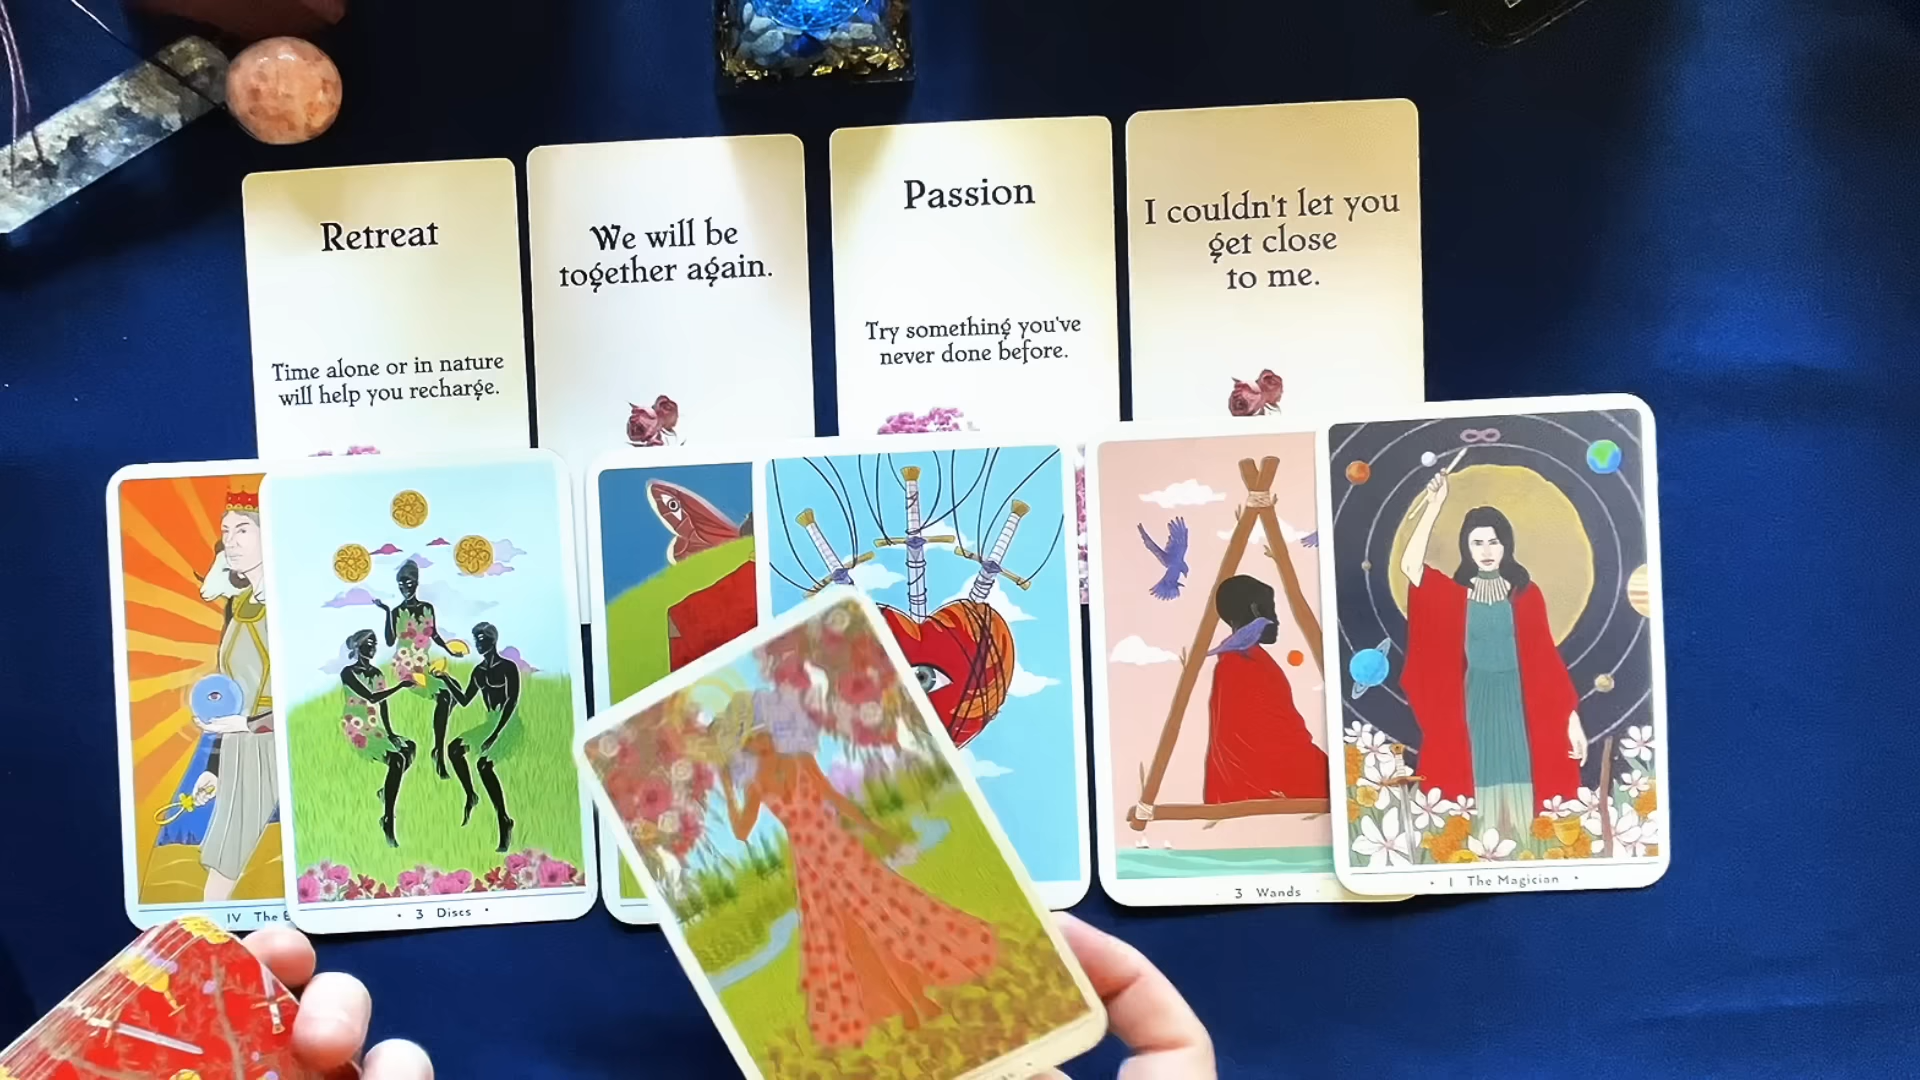 Retreat
Time alone or in nature
will help you recharge.
We will be
together again.
Passion
Try something you've
never done before.
I couldn't let you
get close
to me.
IV The
• 3 Discs •
· 3 Wands ·
• I The Magician •